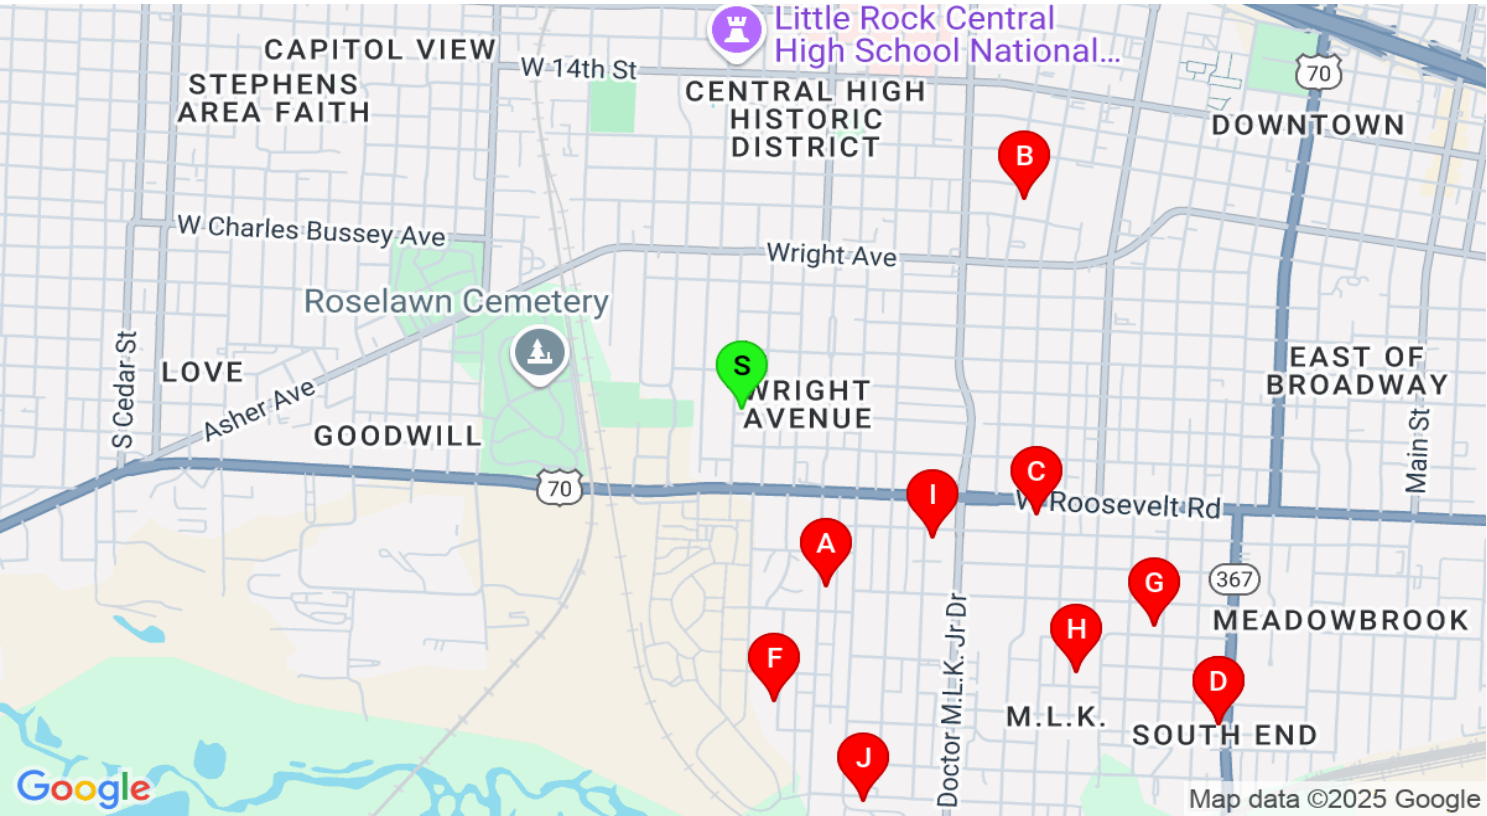 Little Rock Central
High School National...
CAPITOL VIEW
W 14th St
70
STEPHENS
AREA FAITH
CENTRAL HIGH
HISTORIC
DISTRICT
DOWNTOWN
B
W Charles Bussey Ave
Wright Ave
Roselawn Cemetery
S Cedar St
LOVE
S
EAST OF
BROADWAY
Asher Ave
WRIGHT
AVENUE
GOODWILL
Main St
70
I
C
W Roosevelt Rd
A
G
367
H
MEADOWBROOK
F
D
Doctor M.L.K. Jr Dr
M.L.K.
SOUTH END
J
Google
Map data ©2025 Google